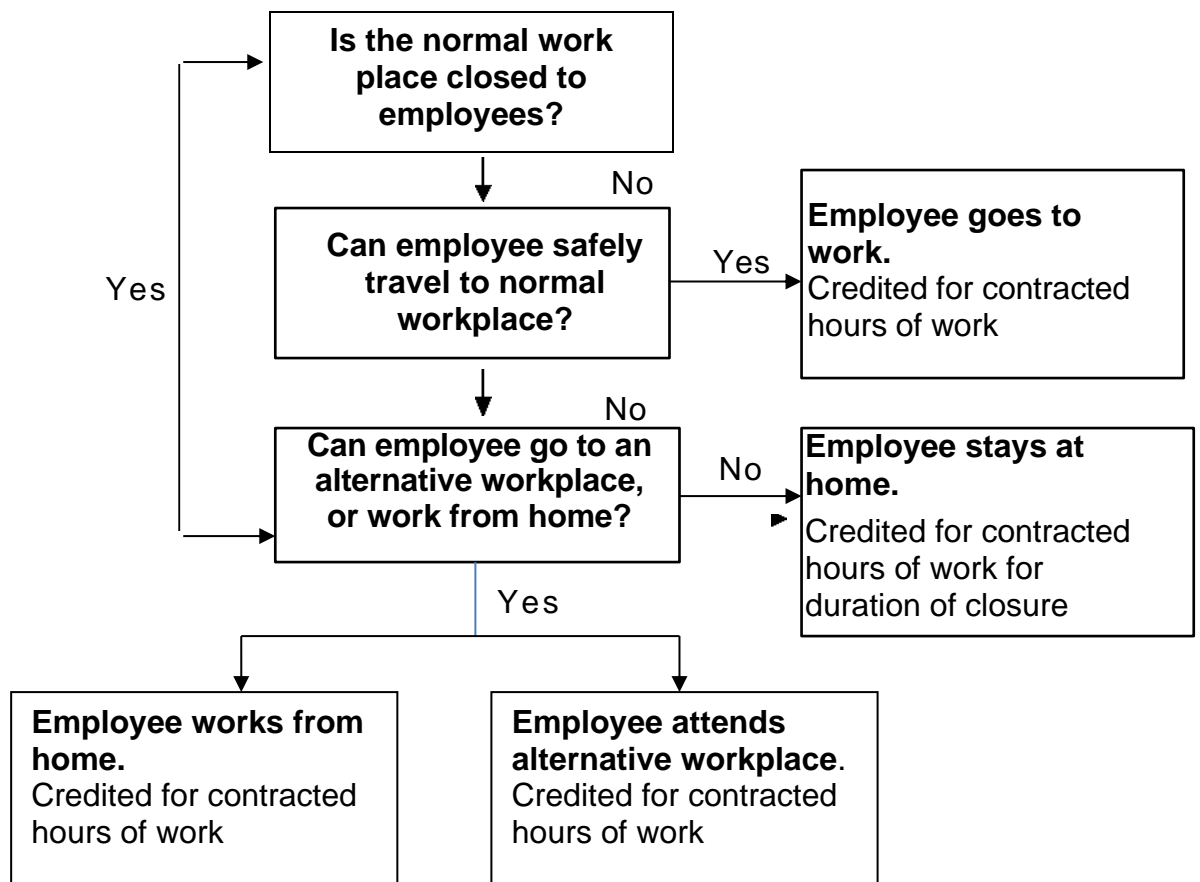 Is the normal work
place closed to
employees?
No
Can employee safely
travel to normal
workplace?
Yes
Employee goes to
work.
Credited for contracted
hours of work
Yes
No
Can employee go to an
alternative workplace,
or work from home?
No
Employee stays at
home.
Credited for contracted
hours of work for
duration of closure
Yes
Employee works from
home.
Credited for contracted
hours of work
Employee attends
alternative workplace.
Credited for contracted
hours of work